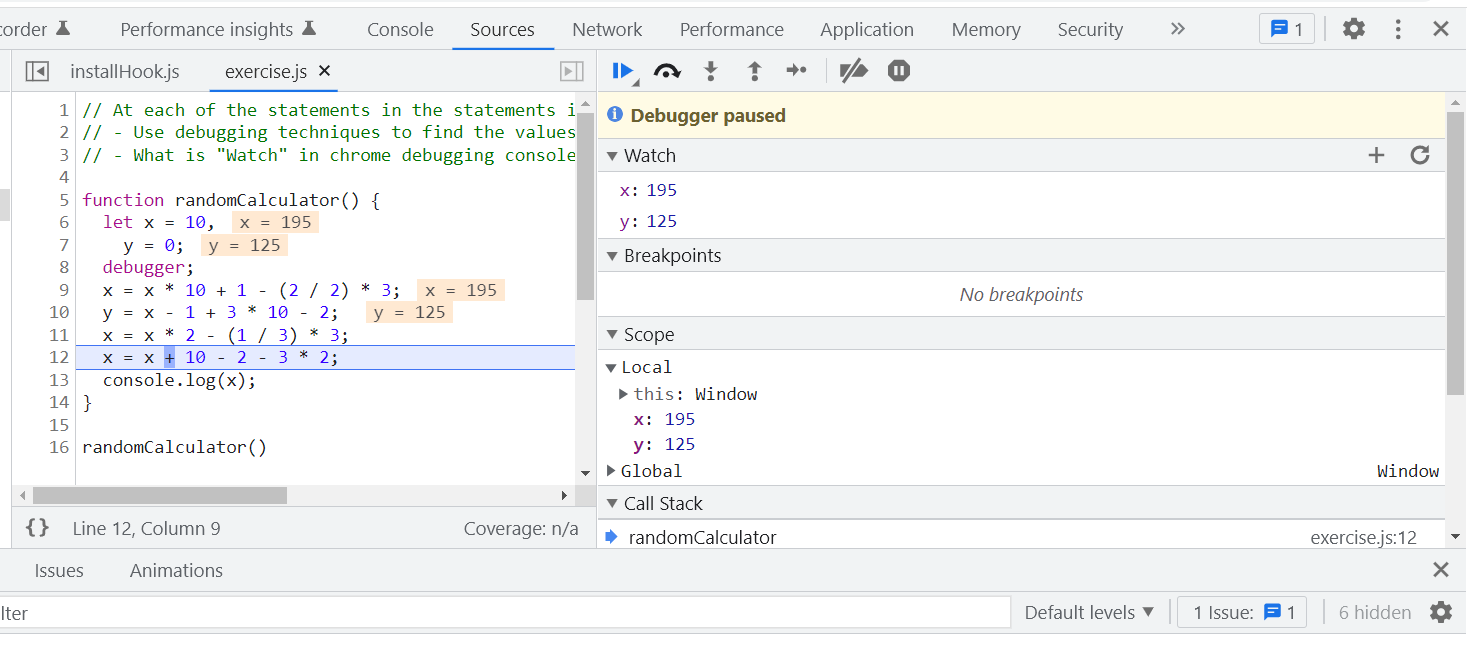 corder Performance insights Console Sources Network Performance Application Memory Security 1
installHook.js exercise.js
1 // At each of the statements in the statements i
2 // - Use debugging techniques to find the values
3 // - What is "Watch" in chrome debugging console
4
5 function randomCalculator() {
6 let x = 10, x = 195
7 y = 0; y = 125
8 debugger;
9 x = x * 10 + 1 - (2 / 2) * 3; x = 195
10 y = x - 1 + 3 * 10 - 2; y = 125
11 x = x * 2 - (1 / 3) * 3;
12 x = x + 10 - 2 - 3 * 2;
13 console.log(x);
14 }
15
16 randomCalculator()
{} Line 12, Column 9 Coverage: n/a
Debugger paused
Watch
x: 195
y: 125
Breakpoints
No breakpoints
Scope
Local
this: Window
x: 195
y: 125
Global Window
Call Stack
randomCalculator exercise.js:12
Issues Animations
lter Default levels 1 Issue: 1 6 hidden